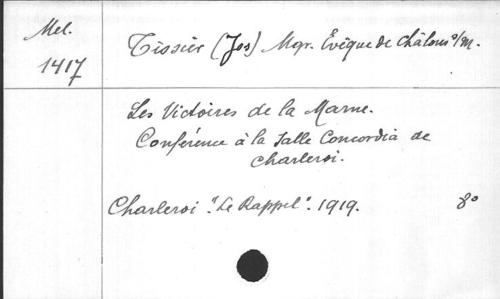 Mel.
1417
Tissier (Jos) Mgr. Evêque de Châlons s/m.
Les Victoires de la Marne.
Conférence à la Salle Concordia de
Charleroi.
Charleroi "Le Rappel". 1919. 8°